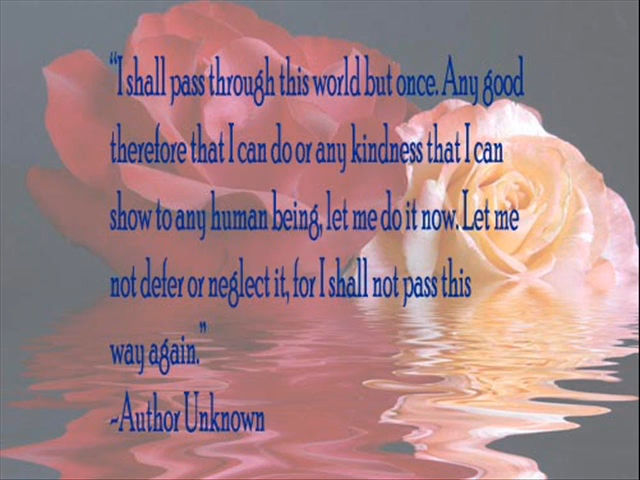 “I shall pass through this world but once. Any good
therefore that I can do or any kindness that I can
show to any human being, let me do it now. Let me
not defer or neglect it, for I shall not pass this
way again.”
~Author Unknown